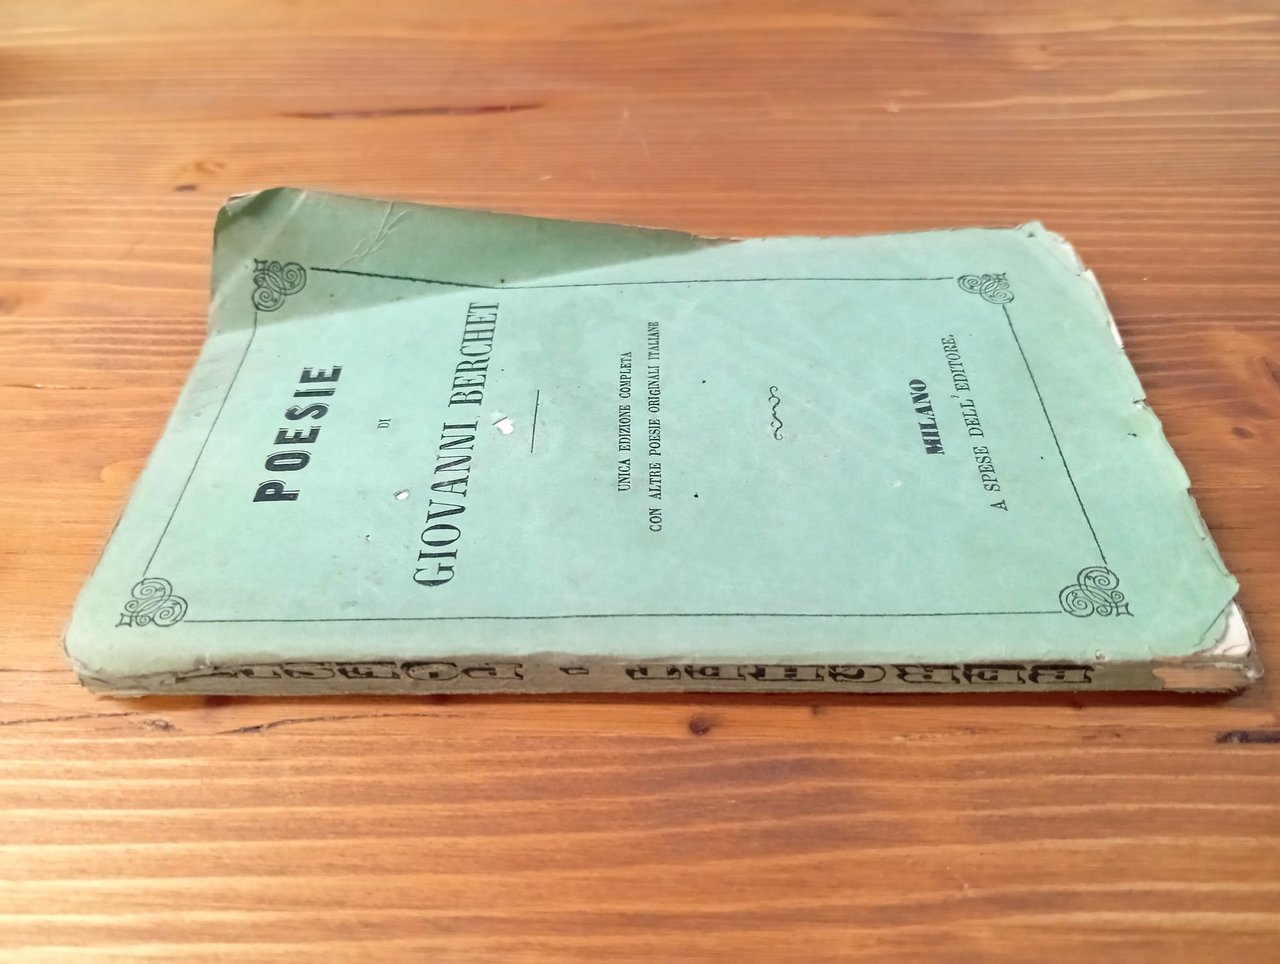 POESIE
DI
GIOVANNI BERCHET
UNICA EDIZIONE COMPLETA
CON ALTRE POESIE ORIGINALI ITALIANE
MILANO
A SPESE DELL' EDITORE.
BERCHET - POESIE